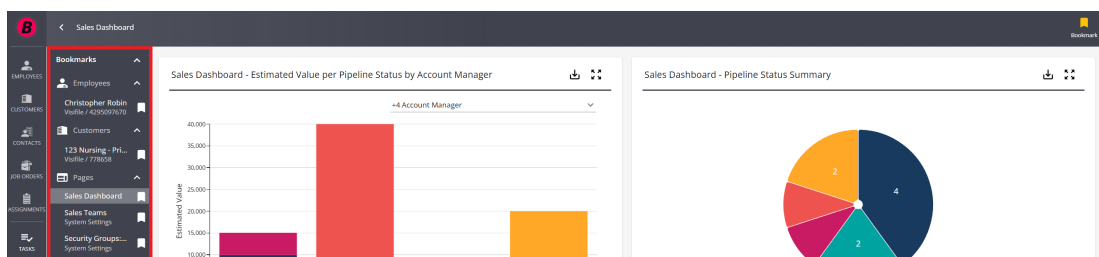 B
Sales Dashboard
Bookmark
EMPLOYEES
CUSTOMERS
CONTACTS
JOB ORDERS
ASSIGNMENTS
TASKS
Bookmarks
Employees
Christopher Robin
Visifile / 4295097670
Customers
123 Nursing - Pri...
Visifile / 778658
Pages
Sales Dashboard
Sales Teams
System Settings
Security Groups:...
System Settings
Sales Dashboard - Estimated Value per Pipeline Status by Account Manager
+4 Account Manager
Estimated Value
40,000
35,000
30,000
25,000
20,000
15,000
10,000
Sales Dashboard - Pipeline Status Summary
2
4
2